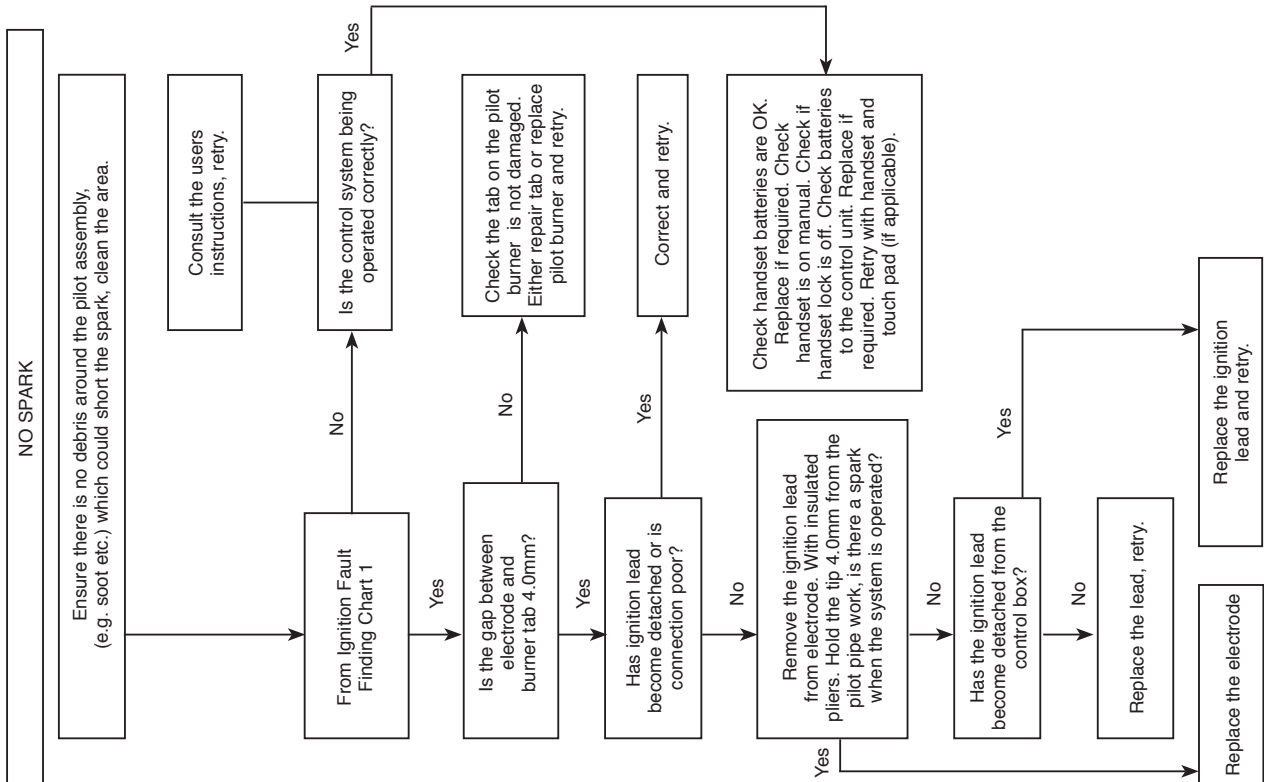 NO SPARK
Ensure there is no debris around the pilot assembly,
(e.g. soot etc.) which could short the spark, clean the area.
From Ignition Fault
Finding Chart 1
No
Is the control system being
operated correctly?
Consult the users
instructions, retry.
Yes
Check handset batteries are OK.
Replace if required. Check
handset is on manual. Check if
handset lock is off. Check batteries
to the control unit. Replace if
required. Retry with handset and
touch pad (if applicable).
Yes
Is the gap between
electrode and
burner tab 4.0mm?
No
Check the tab on the pilot
burner is not damaged.
Either repair tab or replace
pilot burner and retry.
Yes
Has ignition lead
become detached or is
connection poor?
Yes
Correct and retry.
No
Remove the ignition lead
from electrode. With insulated
pliers. Hold the tip 4.0mm from the
pilot pipe work, is there a spark
when the system is operated?
Yes
Replace the electrode
No
Has the ignition lead
become detached from the
control box?
Yes
Replace the ignition
lead and retry.
No
Replace the lead, retry.